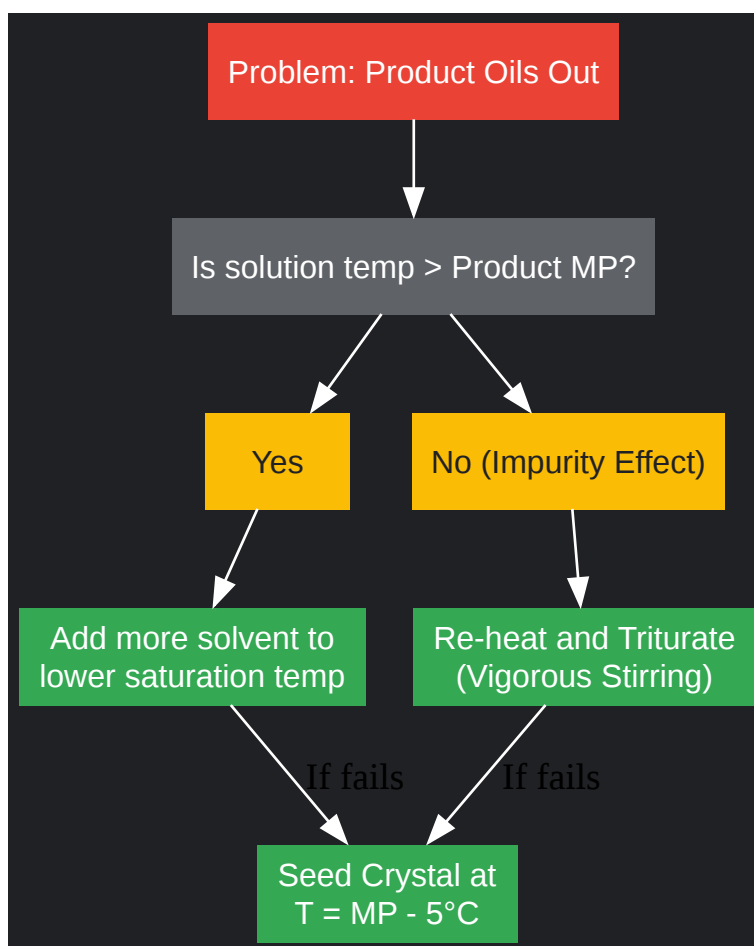 Problem: Product Oils Out
Is solution temp > Product MP?
Yes
No (Impurity Effect)
Add more solvent to
lower saturation temp
Re-heat and Triturate
(Vigorous Stirring)
If fails
If fails
Seed Crystal at
T = MP - 5°C